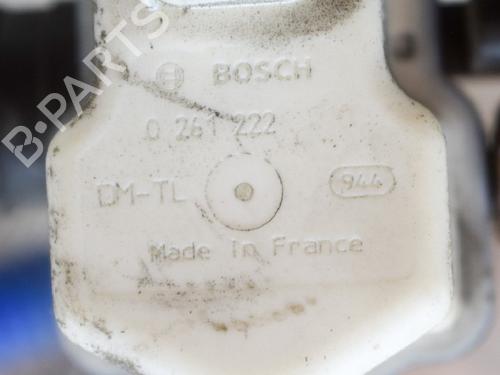 B-PARTS
BOSCH
0 261 222
DM-TL
944
Made in France